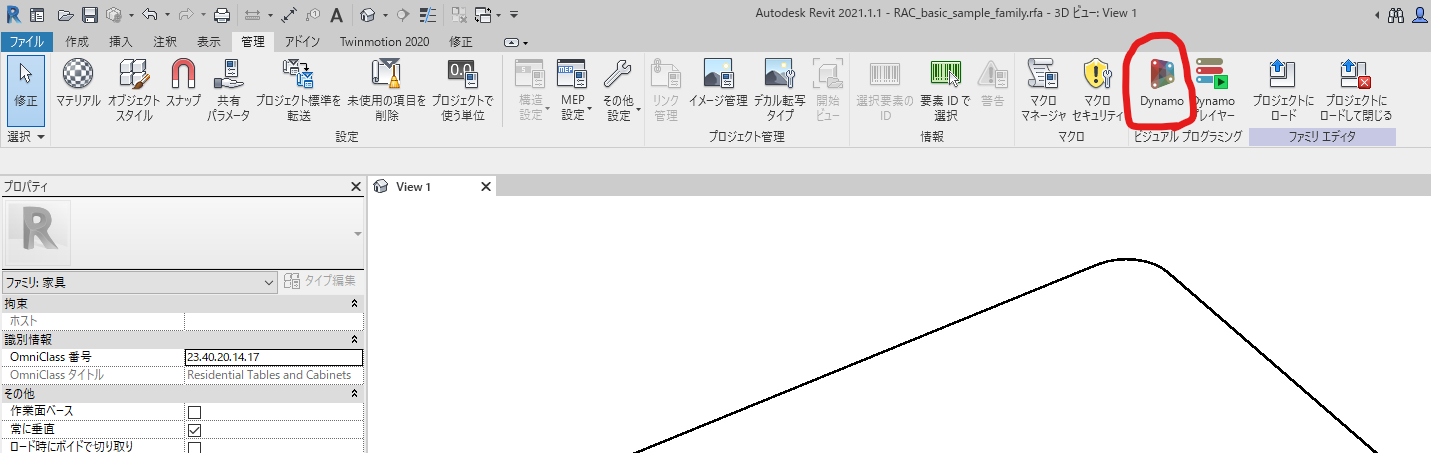 Autodesk Revit 2021.1.1 - RAC_basic_sample_family.rfa - 3D ビュー: View 1
ファイル 作成 挿入 注釈 表示 管理 アドイン Twinmotion 2020 修正
修正
マテリアル
オブジェクト
スタイル
スナップ
共有
パラメータ
プロジェクト標準を
転送
未使用の項目を
削除
プロジェクトで
使う単位
構造
設定
MEP
設定
その他
設定
リンク
管理
イメージ管理
デカル転写
タイプ
開始
ビュー
選択要素の
ID
要素 ID で
選択
警告
マクロ
マネージャ
マクロ
セキュリティ
Dynamo
Dynamo
プレイヤー
プロジェクトに
ロード
プロジェクトに
ロードして閉じる
選択 設定 プロジェクト管理 情報 マクロ ビジュアル プログラミング ファミリ エディタ
プロパティ
View 1
ファミリ: 家具
タイプ編集
拘束
ホスト
識別情報
OmniClass 番号 23.40.20.14.17
OmniClass タイトル Residential Tables and Cabinets
その他
作業面ベース
常に垂直
ロード時にボイドで切り取り